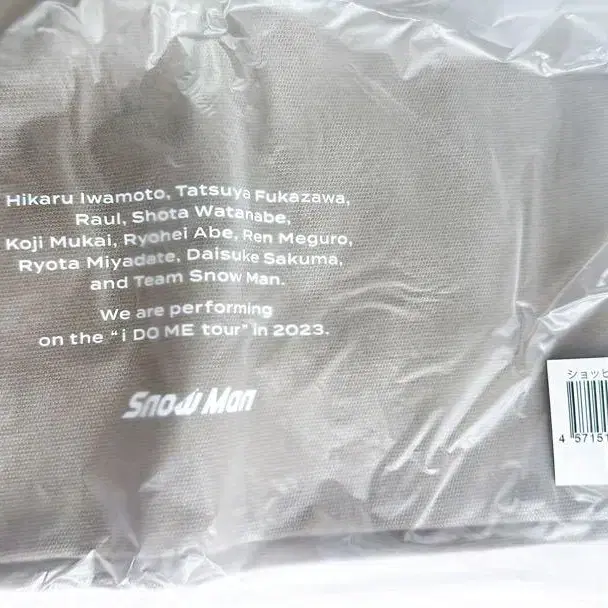 Hikaru Iwamoto, Tatsuya Fukazawa,
Raul, Shota Watanabe,
Koji Mukai, Ryohei Abe, Ren Meguro,
Ryota Miyadate, Daisuke Sakuma,
and Team Snow Man.
We are performing
on the “i DO ME tour” in 2023.
Snow Man
ショッピ
4 57151